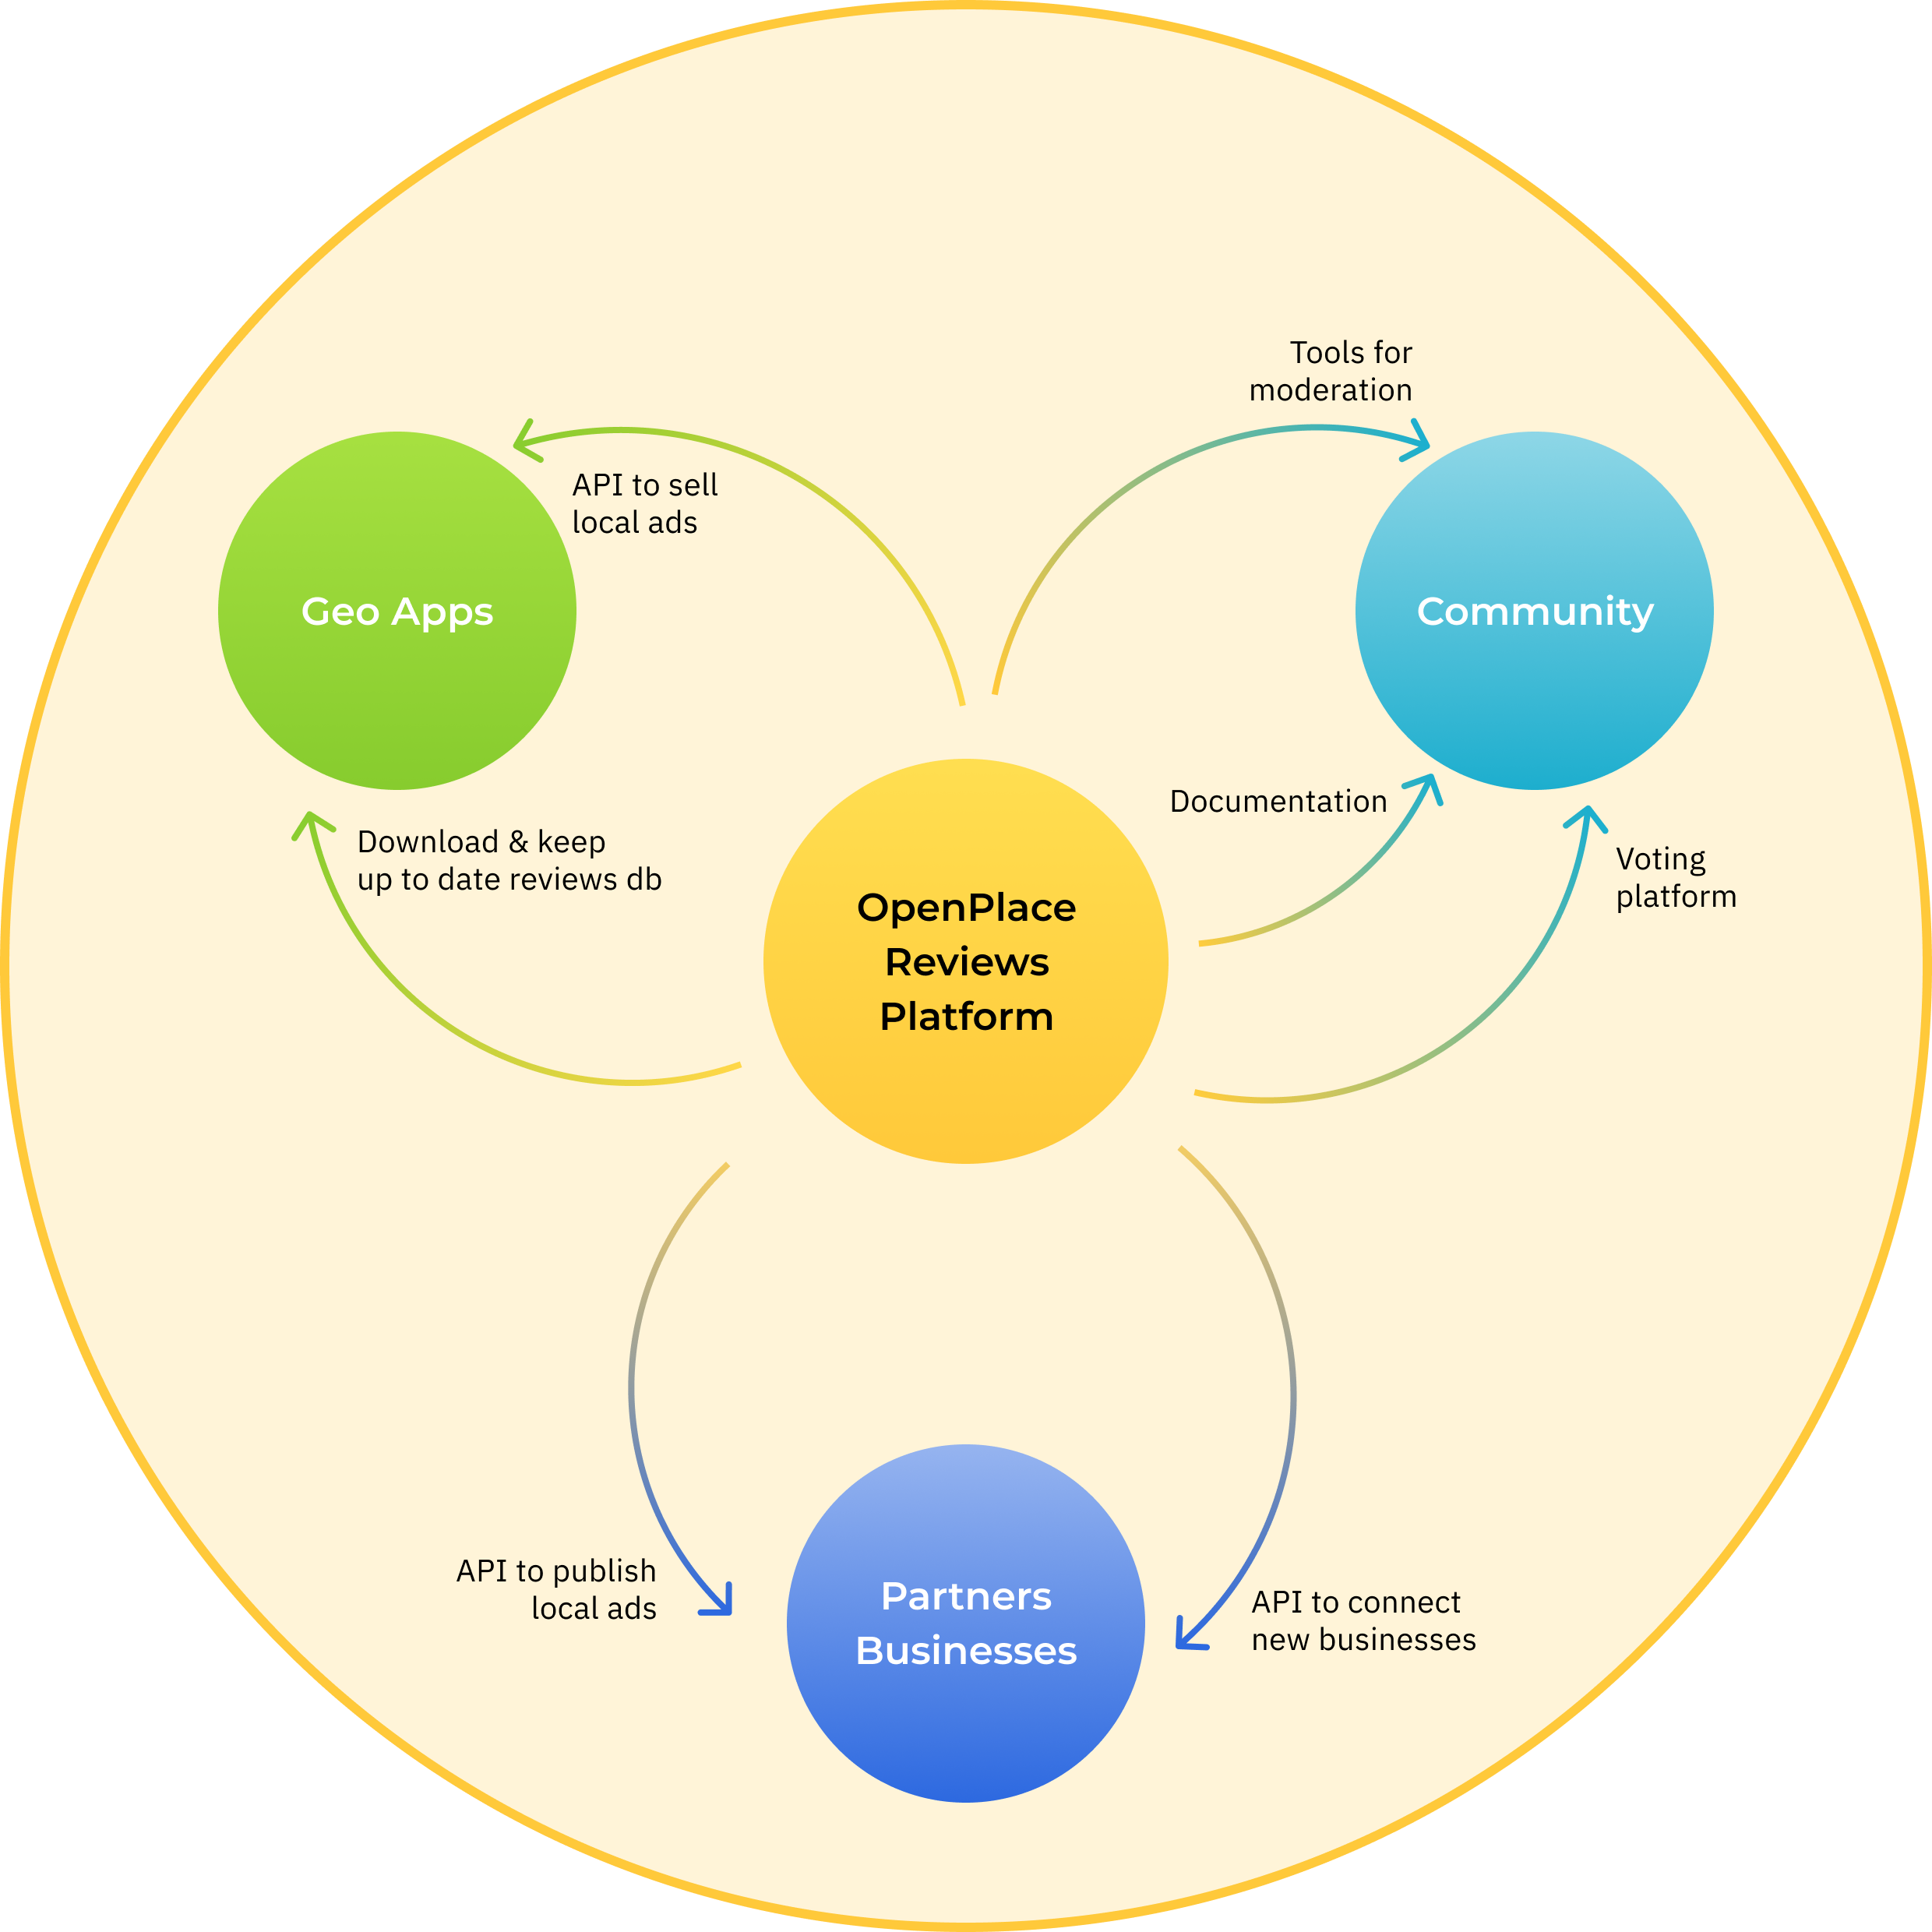 Tools for
moderation
API to sell
local ads
Geo Apps
Community
Documentation
Download & keep
up to date reviews db
Voting
platform
OpenPlace
Reviews
Platform
API to publish
local ads
Partners
Businesses
API to connect
new businesses